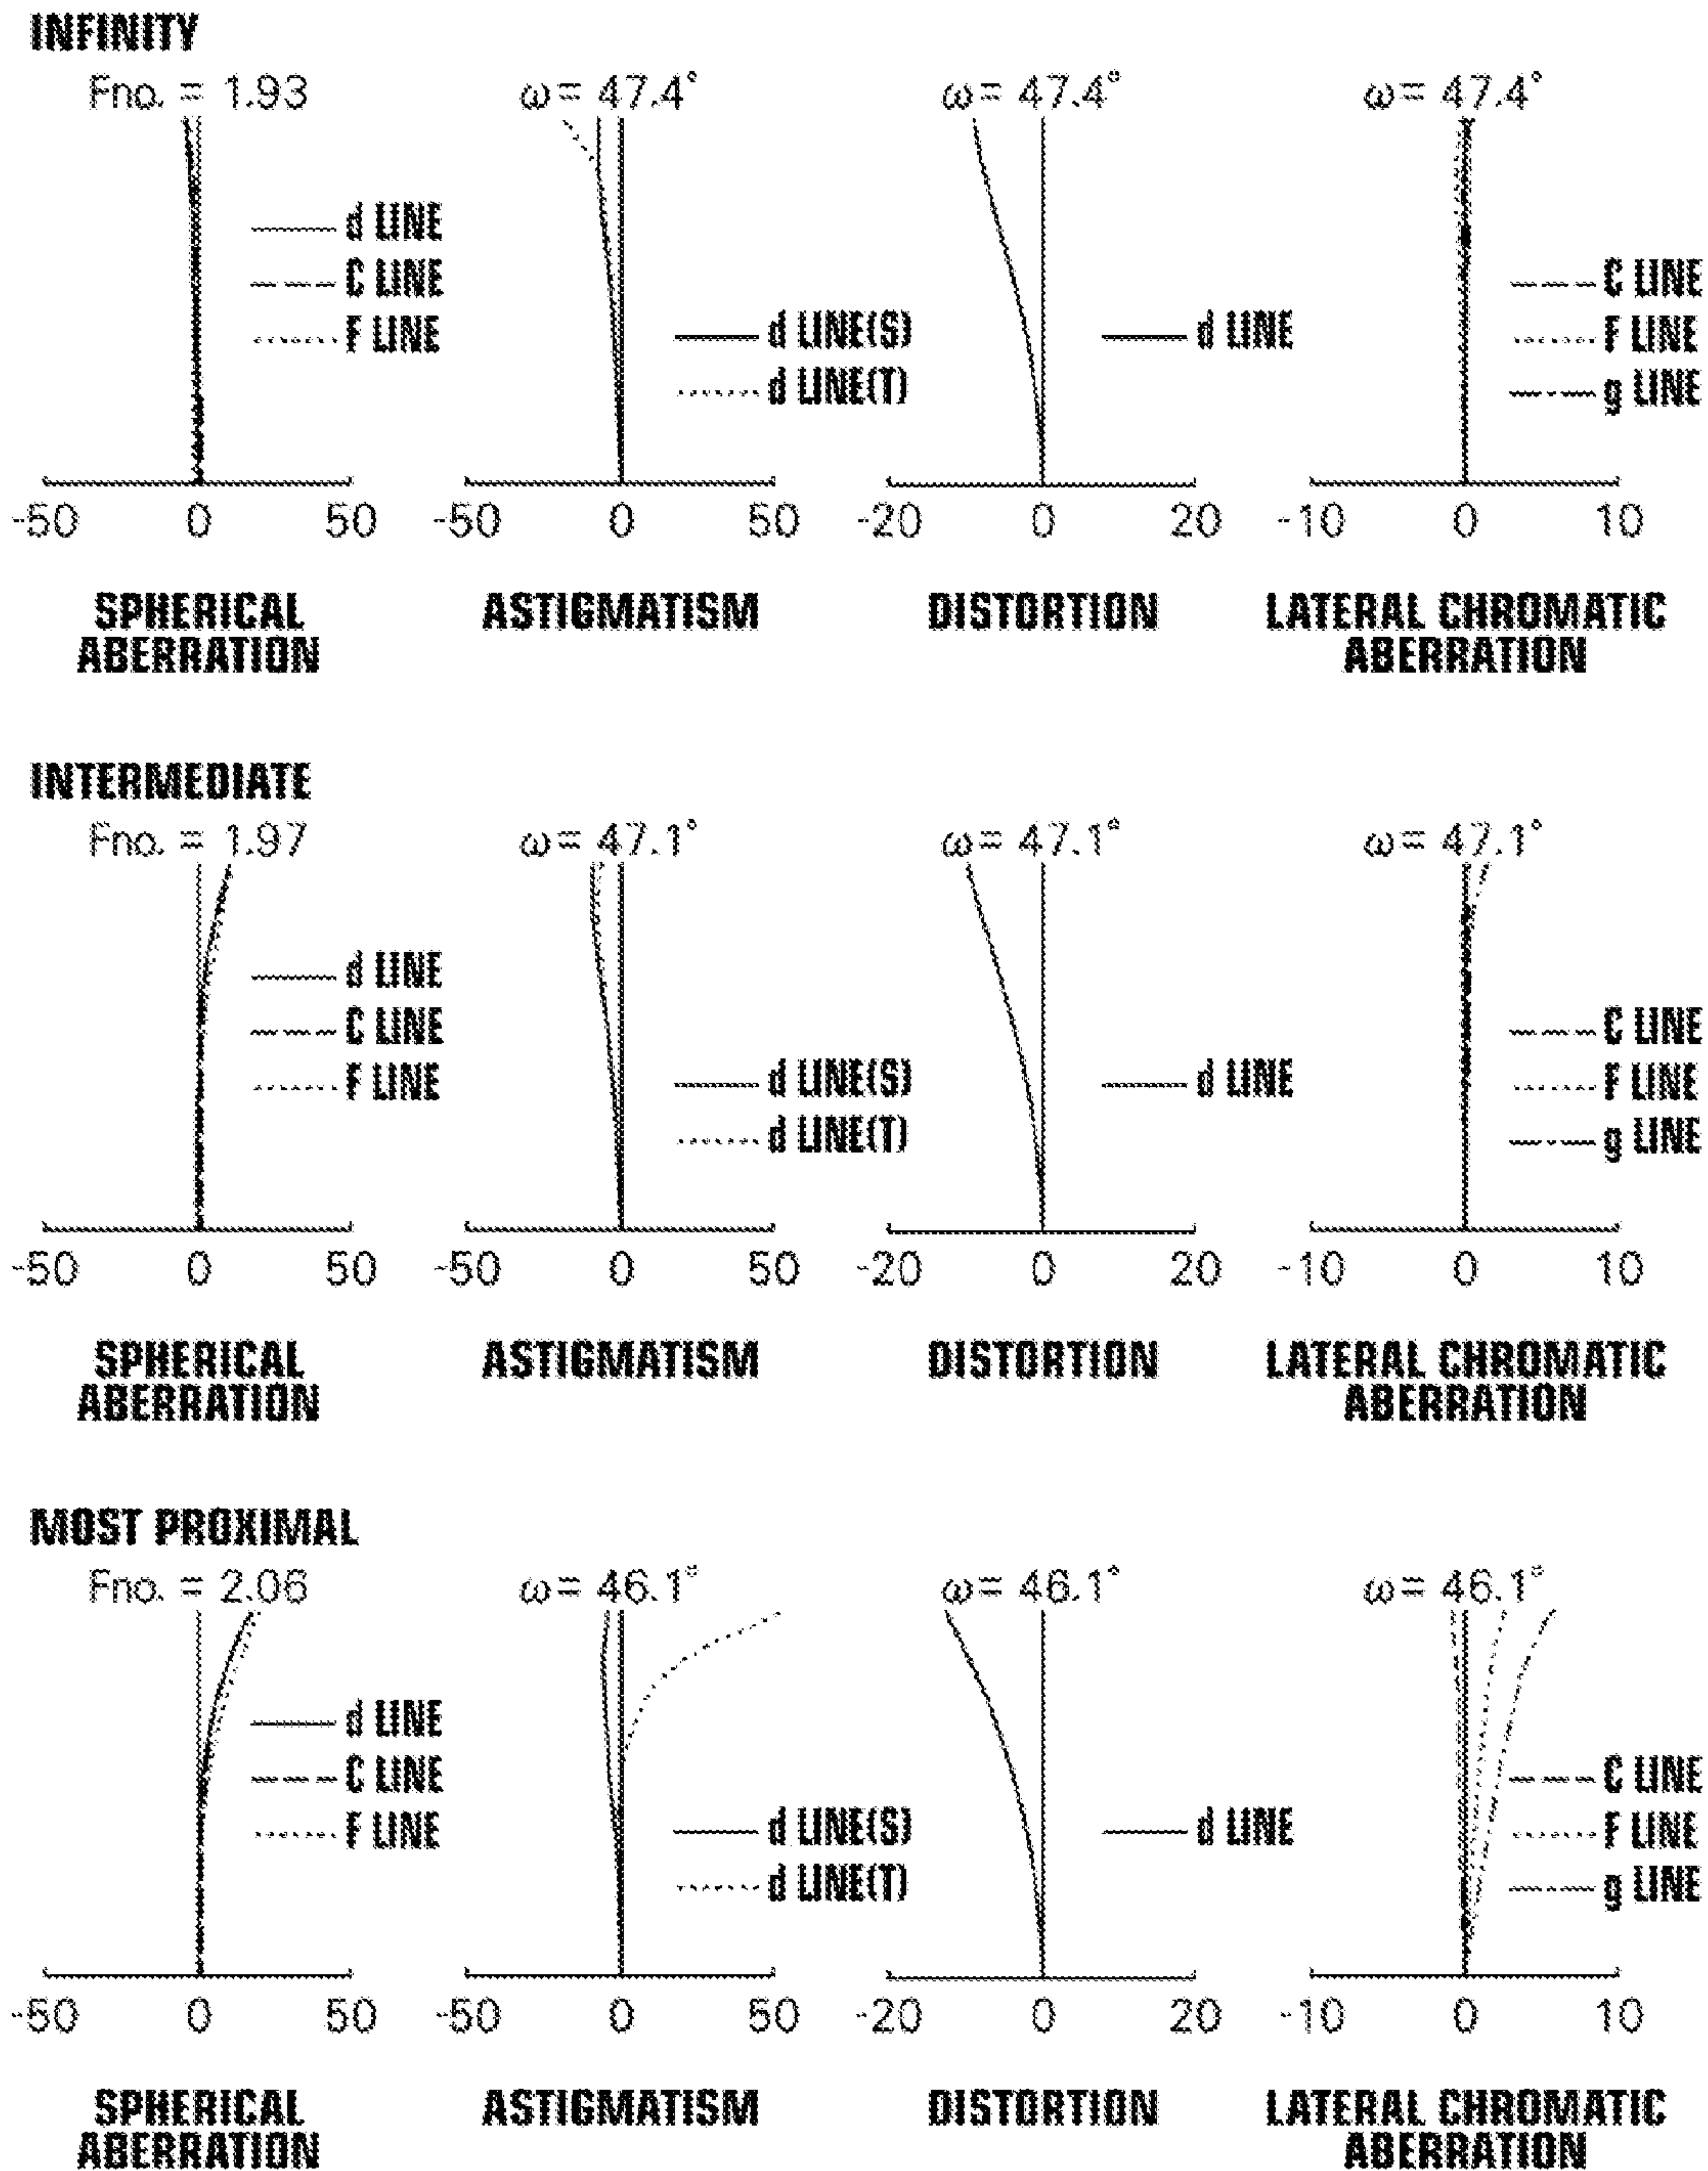 INFINITY
Fno. = 1.93
ω = 47.4°
ω = 47.4°
ω = 47.4°
d LINE
C LINE
F LINE
d LINE(S)
d LINE(T)
d LINE
C LINE
F LINE
g LINE
-50 0 50
-50 0 50
-20 0 20
-10 0 10
SPHERICAL
ABERRATION
ASTIGMATISM
DISTORTION
LATERAL CHROMATIC
ABERRATION
INTERMEDIATE
Fno. = 1.97
ω = 47.1°
ω = 47.1°
ω = 47.1°
d LINE
C LINE
F LINE
d LINE(S)
d LINE(T)
d LINE
C LINE
F LINE
g LINE
-50 0 50
-50 0 50
-20 0 20
-10 0 10
SPHERICAL
ABERRATION
ASTIGMATISM
DISTORTION
LATERAL CHROMATIC
ABERRATION
MOST PROXIMAL
Fno. = 2.06
ω = 46.1°
ω = 46.1°
ω = 46.1°
d LINE
C LINE
F LINE
d LINE(S)
d LINE(T)
d LINE
C LINE
F LINE
g LINE
-50 0 50
-50 0 50
-20 0 20
-10 0 10
SPHERICAL
ABERRATION
ASTIGMATISM
DISTORTION
LATERAL CHROMATIC
ABERRATION